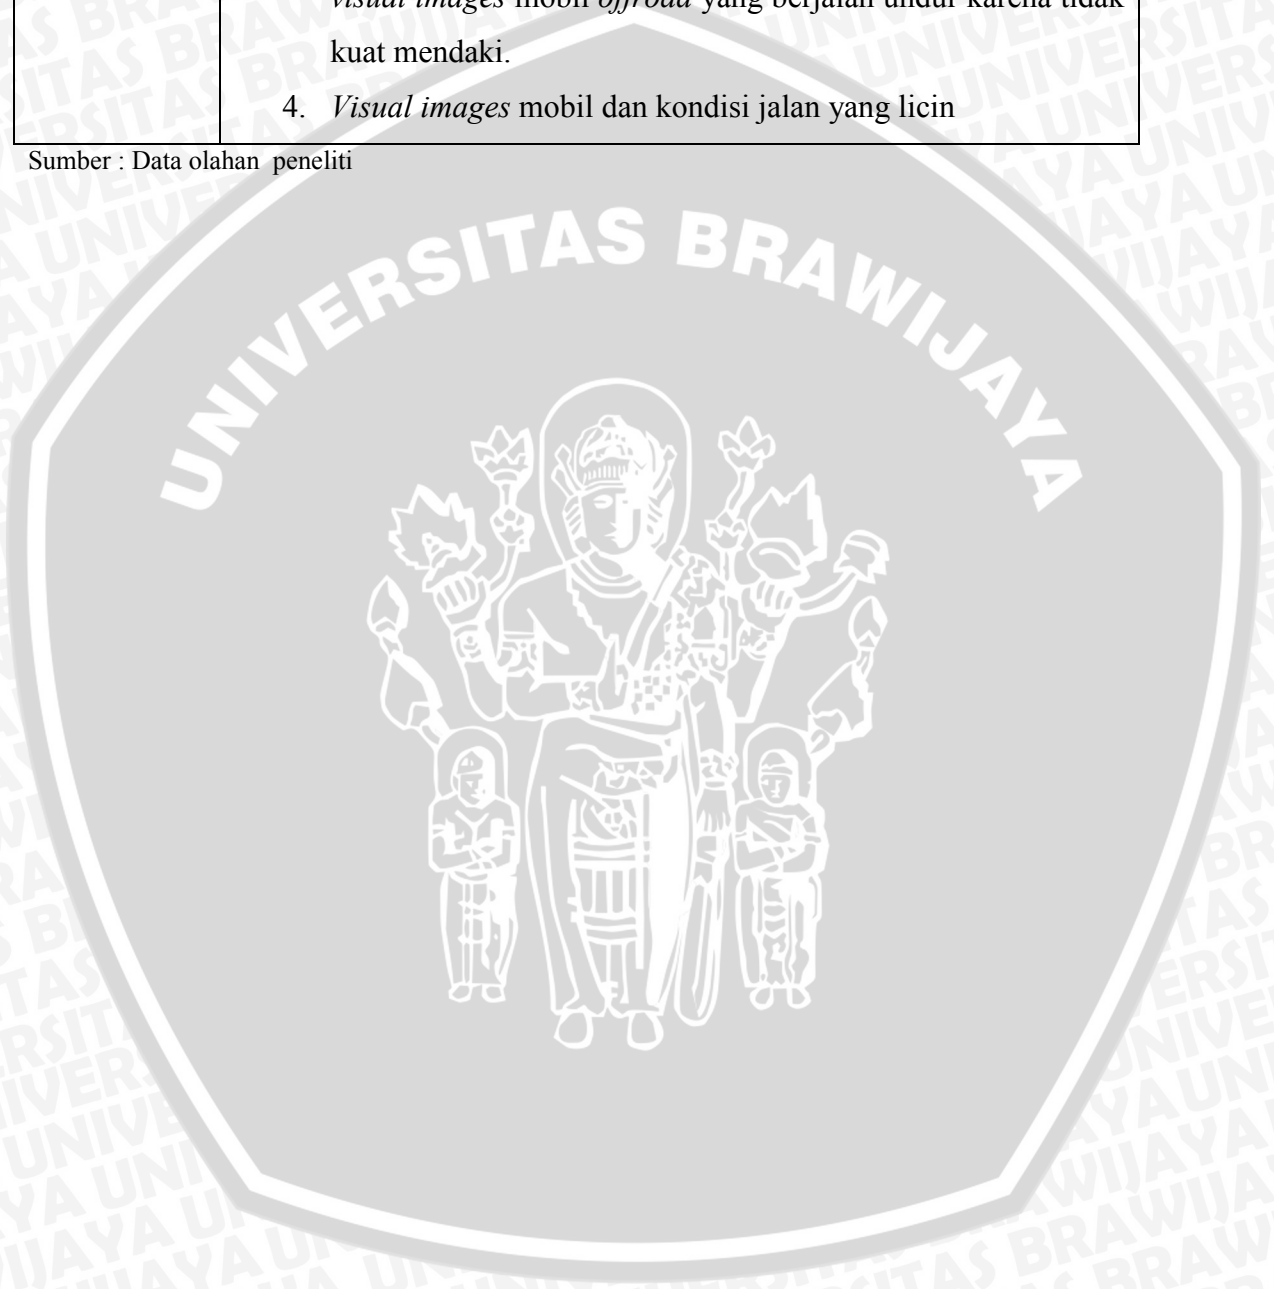 visual images mobil offroad yang berjalan undur karena tidak
kuat mendaki.
4. Visual images mobil dan kondisi jalan yang licin
Sumber : Data olahan peneliti
UNIVERSITAS BRAWIJAYA